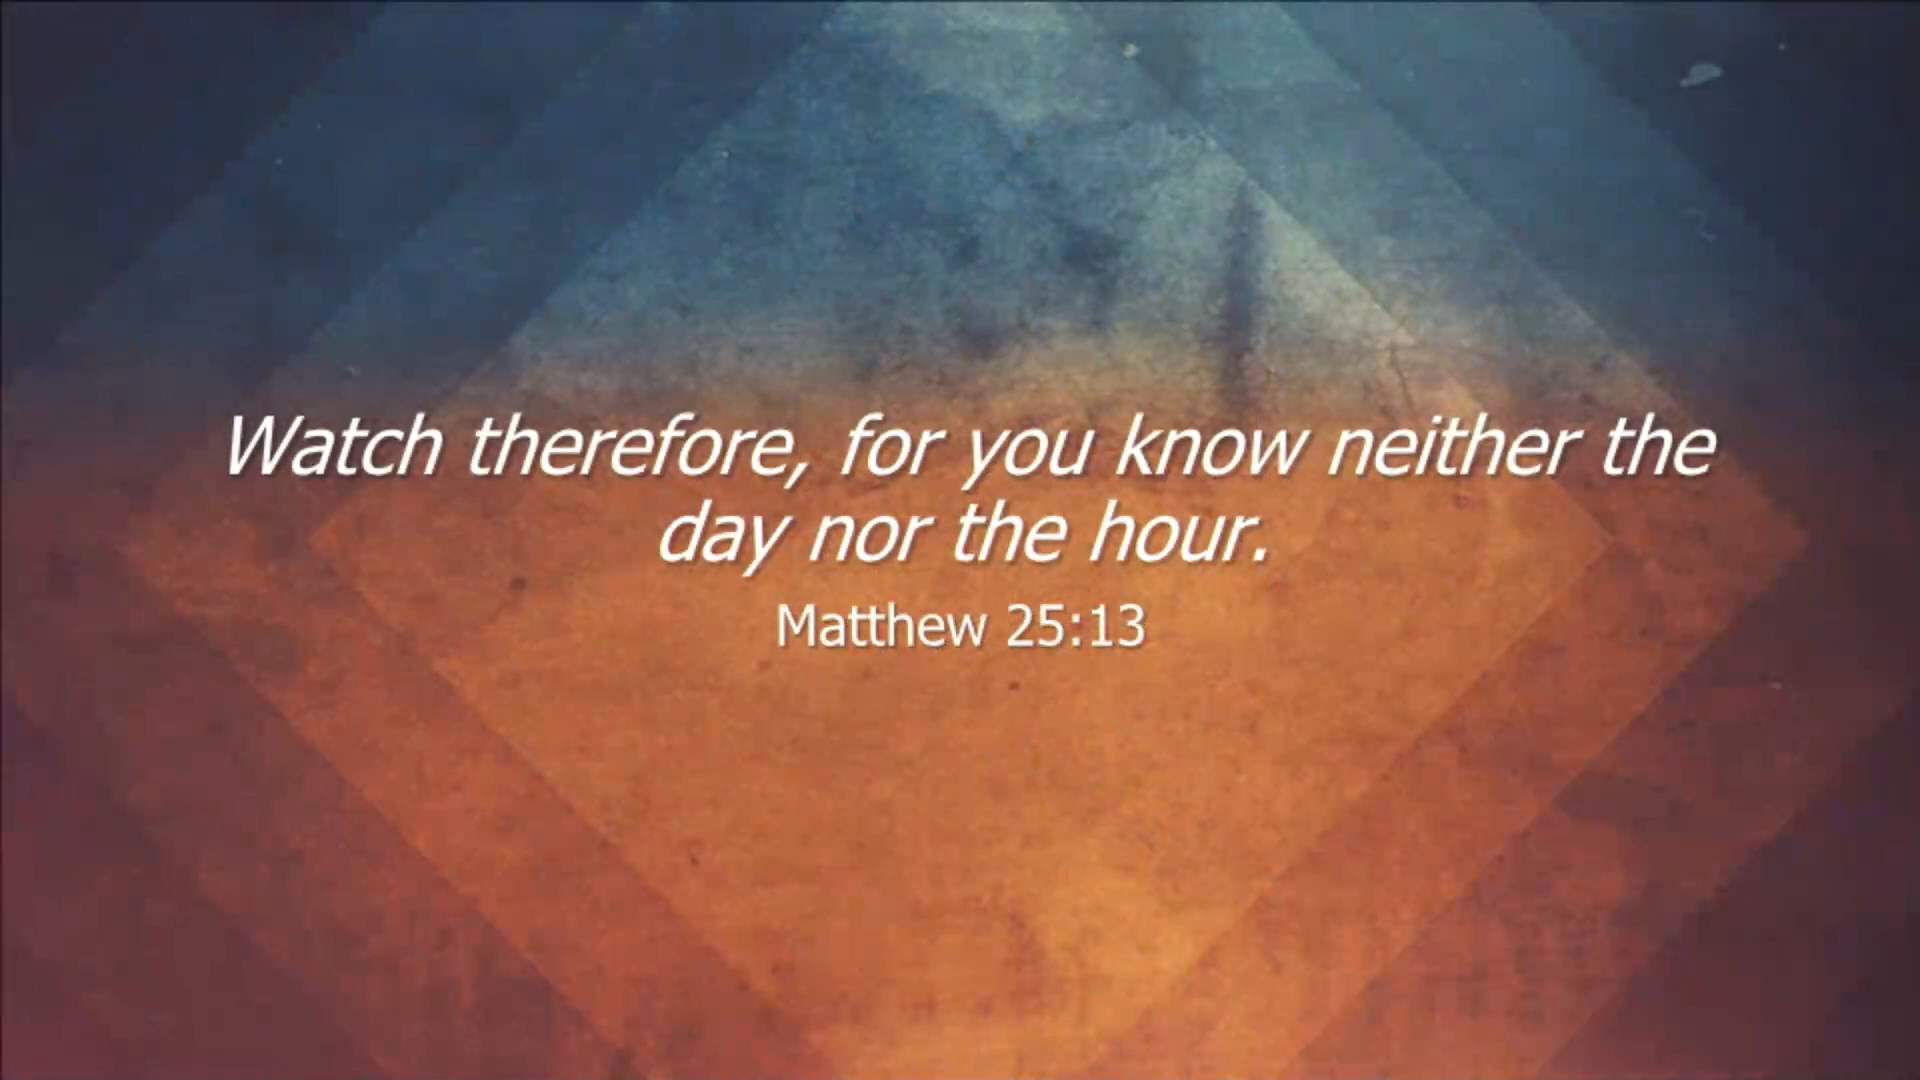 Watch therefore, for you know neither the
day nor the hour.
Matthew 25:13